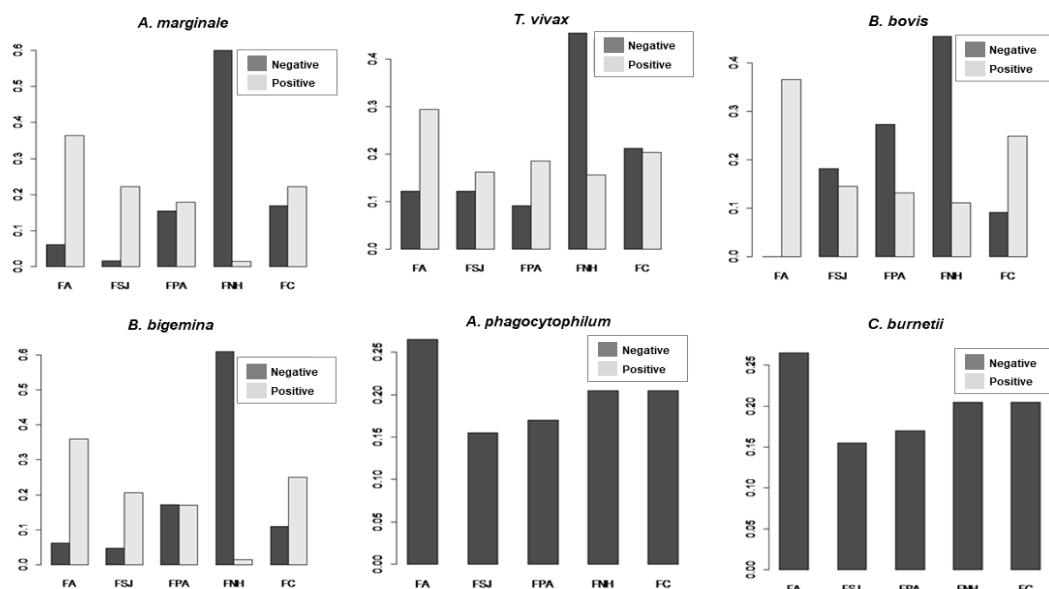 A. marginale
0.0 0.1 0.2 0.3 0.4 0.5 0.6
Negative
Positive
FA FSJ FPA FNH FC
T. vivax
0.0 0.1 0.2 0.3 0.4
Negative
Positive
FA FSJ FPA FNH FC
B. bovis
0.0 0.1 0.2 0.3 0.4
Negative
Positive
FA FSJ FPA FNH FC
B. bigemina
0.0 0.1 0.2 0.3 0.4 0.5 0.6
Negative
Positive
FA FSJ FPA FNH FC
A. phagocytophilum
0.00 0.05 0.10 0.15 0.20 0.25
Negative
Positive
FA FSJ FPA FNH FC
C. burnetii
0.00 0.05 0.10 0.15 0.20 0.25
Negative
Positive
FA FSJ FPA FNH FC